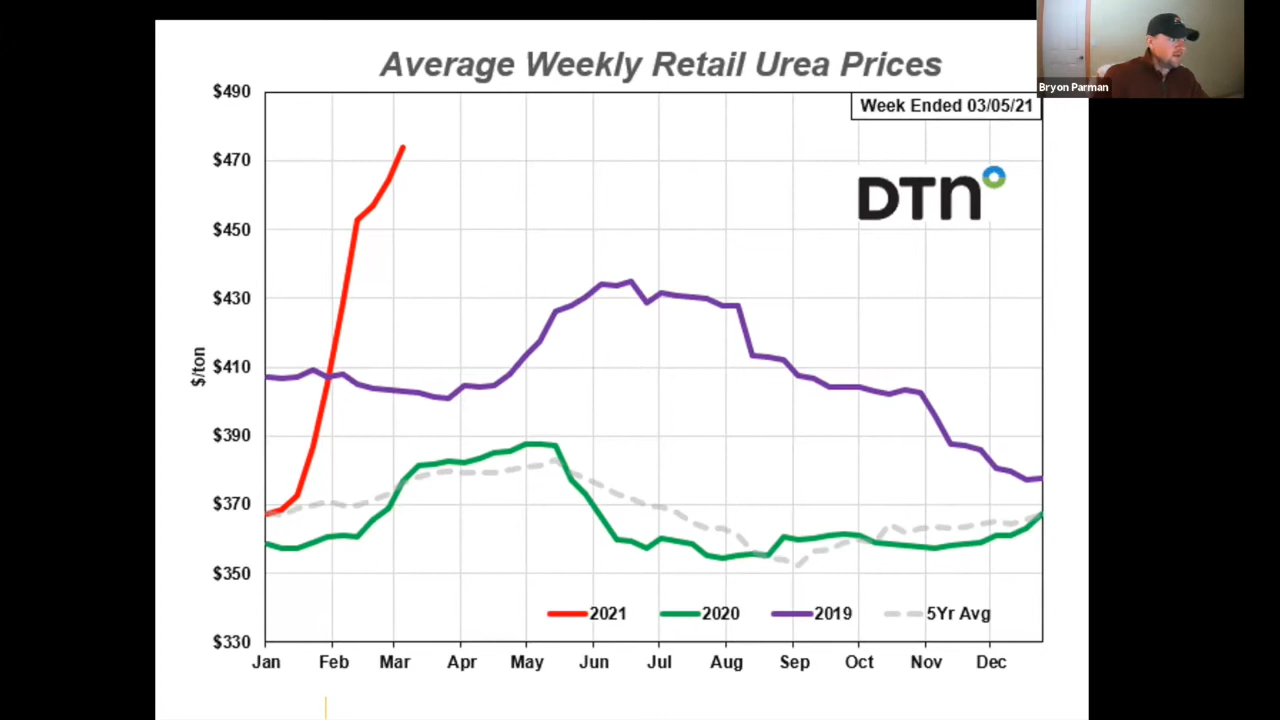 Average Weekly Retail Urea Prices
Bryon Parman
Week Ended 03/05/21
DTN
$490
$470
$450
$430
$410
$390
$370
$350
$330
$/ton
2021 2020 2019 5Yr Avg
Jan Feb Mar Apr May Jun Jul Aug Sep Oct Nov Dec